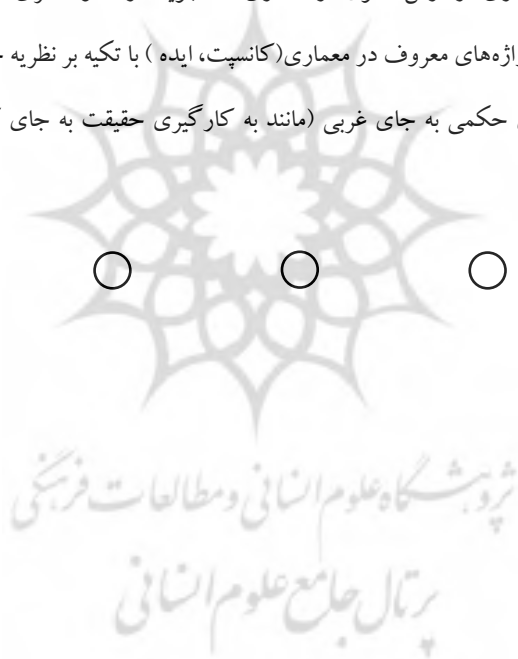 واژه‌های معروف در معماری(کانسپت، ایده ) با تکیه بر نظریه
حکمی به جای غربی (مانند به کارگیری حقیقت به جای
پژوهشگاه علوم انسانی و مطالعات فرهنگی
پرتال جامع علوم انسانی